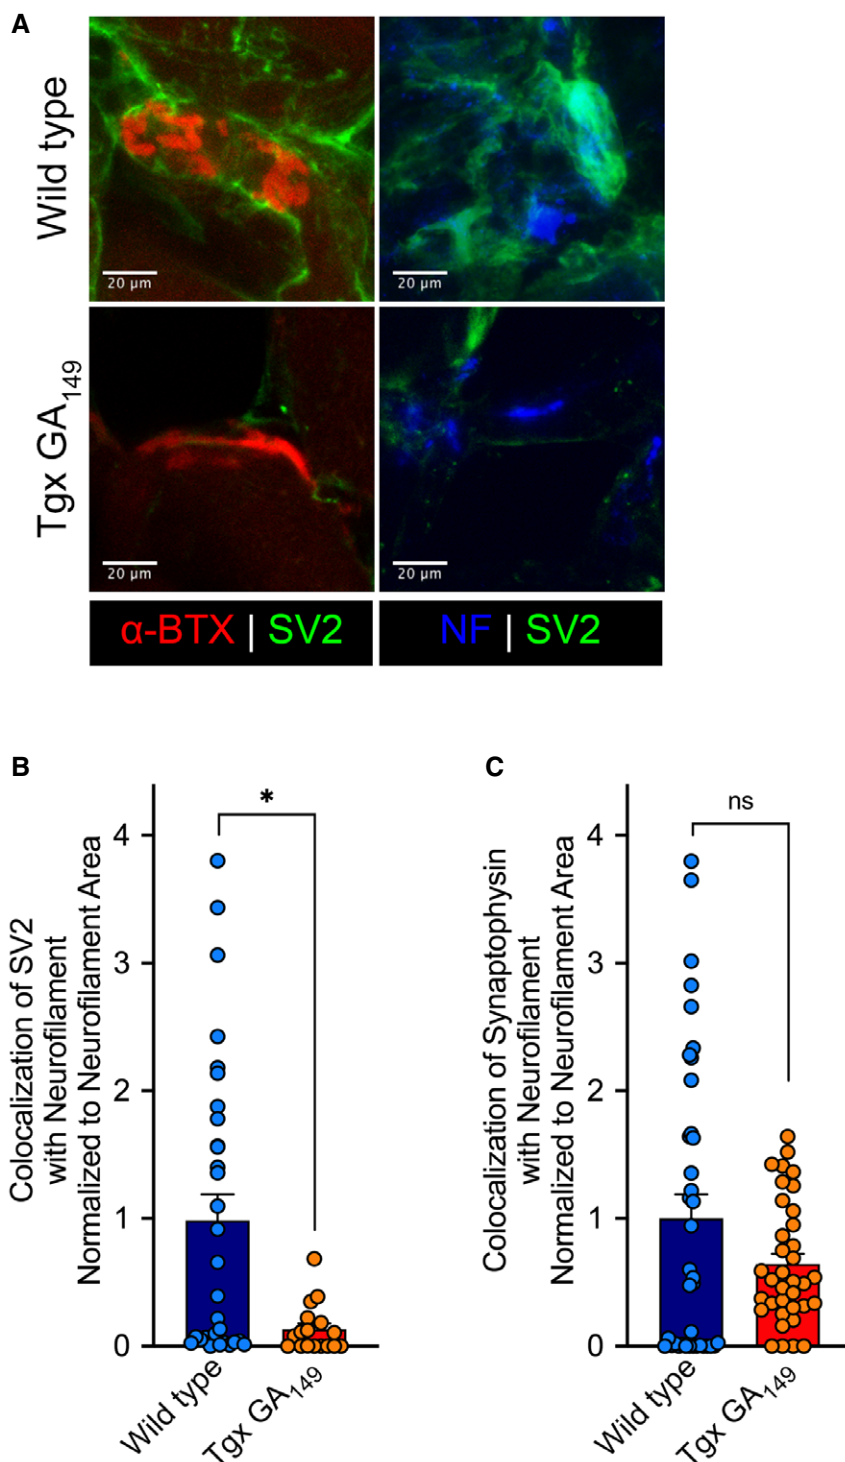 A
Wild type
20 µm
20 µm
Tgx GA149
20 µm
20 µm
α-BTX | SV2
NF | SV2
B
Colocalization of SV2
with Neurofilament
Normalized to Neurofilament Area
4
3
2
1
0
*
Wild type
Tgx GA149
C
Colocalization of Synaptophysin
with Neurofilament
Normalized to Neurofilament Area
4
3
2
1
0
ns
Wild type
Tgx GA149